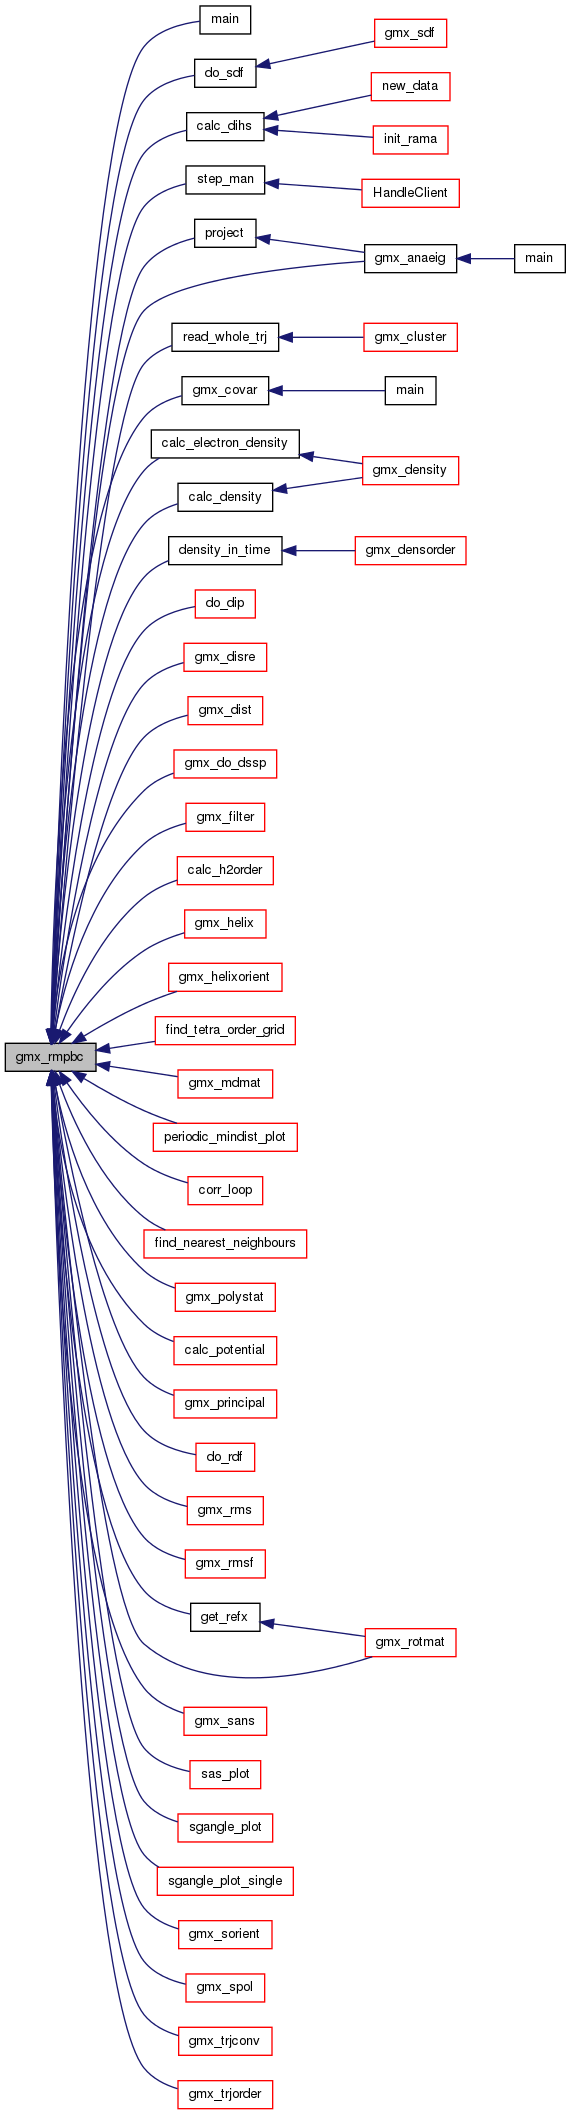 main
gmx_sdf
do_sdf
new_data
calc_dihs
init_rama
step_man
HandleClient
project
gmx_anaeig
main
read_whole_trj
gmx_cluster
gmx_covar
main
calc_electron_density
gmx_density
calc_density
density_in_time
gmx_densorder
do_dip
gmx_disre
gmx_dist
gmx_do_dssp
gmx_filter
calc_h2order
gmx_helix
gmx_helixorient
find_tetra_order_grid
gmx_rmpbc
gmx_mdmat
periodic_mindist_plot
corr_loop
find_nearest_neighbours
gmx_polystat
calc_potential
gmx_principal
do_rdf
gmx_rms
gmx_rmsf
get_refx
gmx_rotmat
gmx_sans
sas_plot
sgangle_plot
sgangle_plot_single
gmx_sorient
gmx_spol
gmx_trjconv
gmx_trjorder